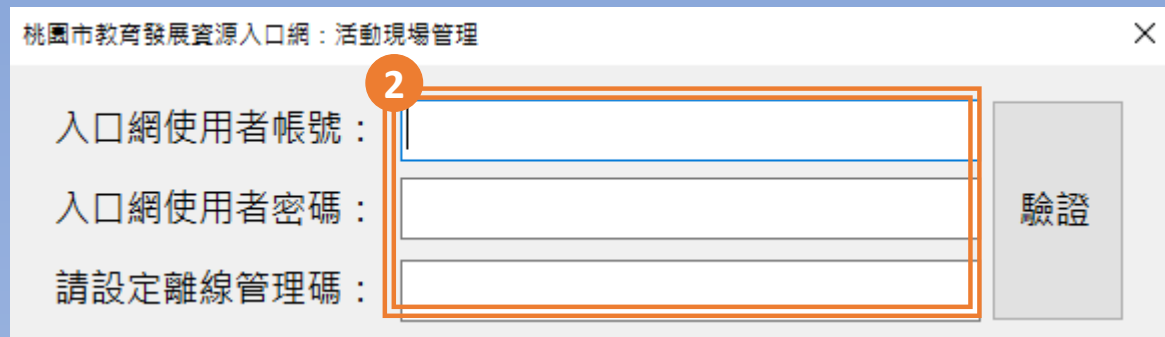 桃園市教育發展資源入口網：活動現場管理
2
入口網使用者帳號：
入口網使用者密碼：
驗證
請設定離線管理碼：